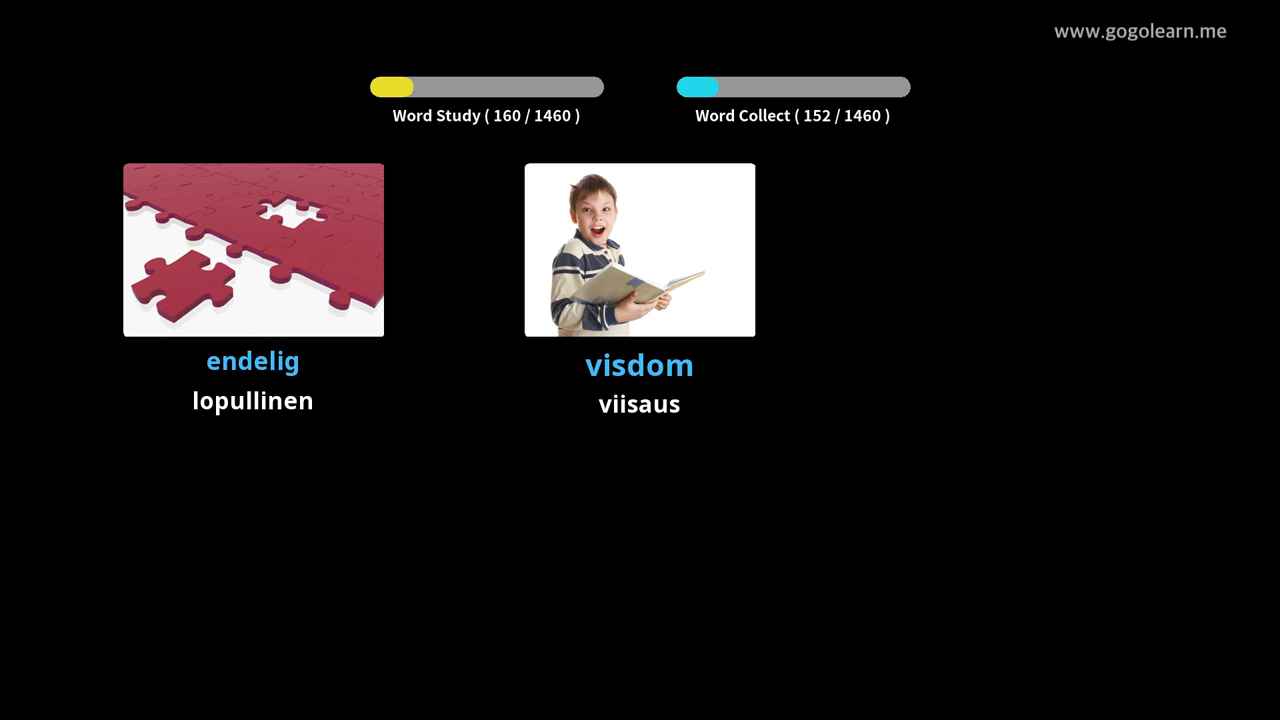 www.gogolearn.me
Word Study ( 160 / 1460 )
Word Collect ( 152 / 1460 )
endelig
lopullinen
visdom
viisaus